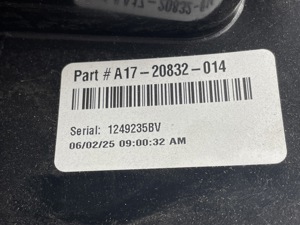 Part # A17-20832-014
Serial: 1249235BV
06/02/25 09:00:32 AM